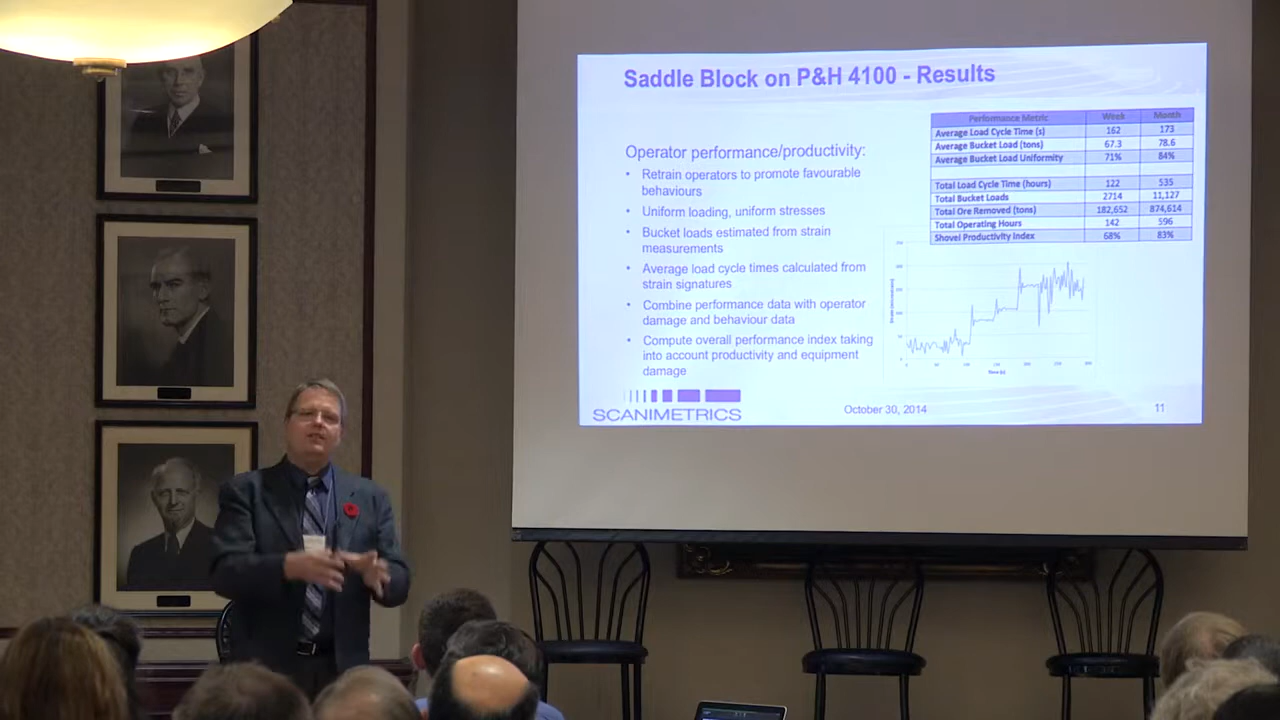 Saddle Block on P&H 4100 - Results
Operator performance/productivity:
• Retrain operators to promote favourable
behaviours
• Uniform loading, uniform stresses
• Bucket loads estimated from strain
measurements
• Average load cycle times calculated from
strain signatures
• Combine performance data with operator
damage and behaviour data
• Compute overall performance index taking
into account productivity and equipment
damage
Performance Metric Week Month
Average Load Cycle Time (s) 162 173
Average Bucket Load (tons) 67.3 78.6
Average Bucket Load Uniformity 71% 84%
Total Load Cycle Time (hours) 122 535
Total Bucket Loads 2714 11,127
Total Ore Removed (tons) 182,652 874,614
Total Operating Hours 142 596
Shovel Productivity Index 68% 83%
Time (s)
SCANIMETRICS
October 30, 2014
11